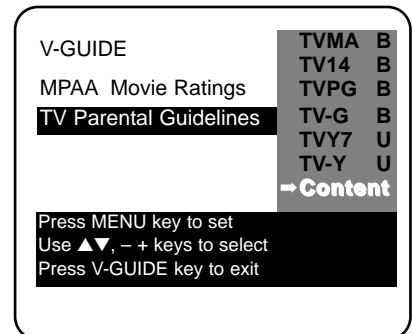 V-GUIDE
MPAA Movie Ratings
TV Parental Guidelines
TVMA B
TV14 B
TVPG B
TV-G B
TVY7 U
TV-Y U
➡Content
Press MENU key to set
Use ▲▼, – + keys to select
Press V-GUIDE key to exit